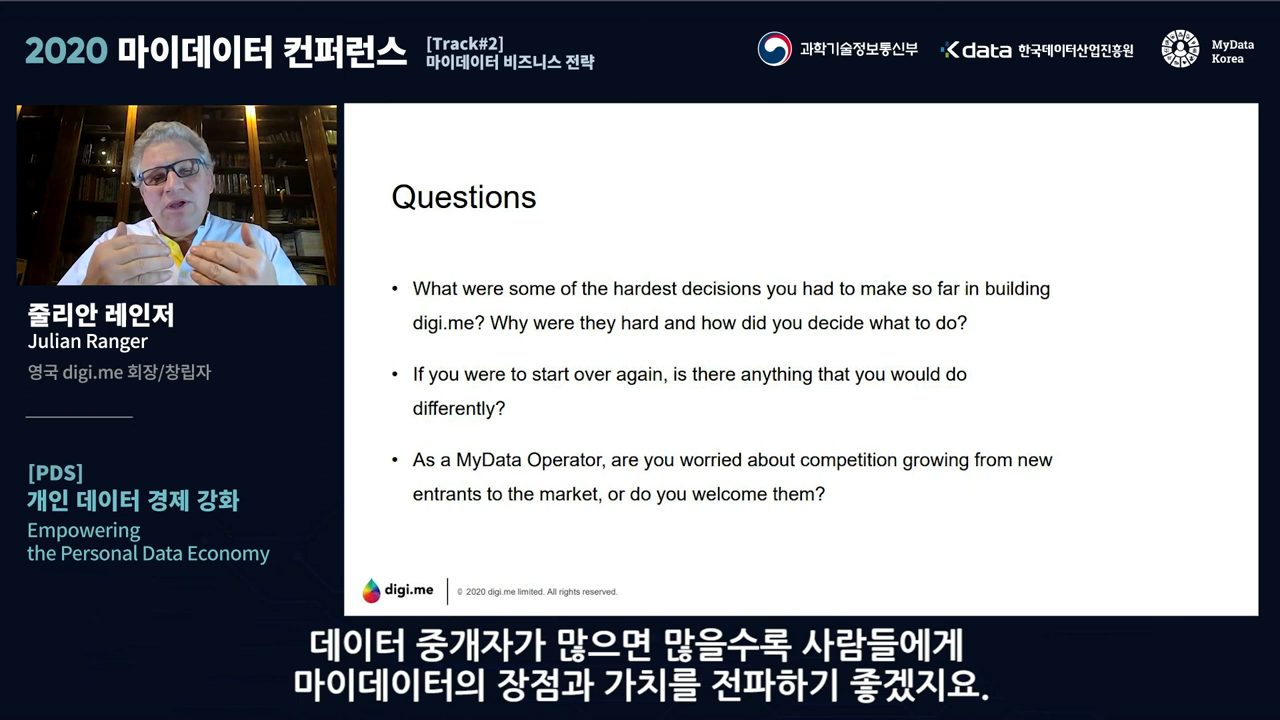 2020 마이데이터 컨퍼런스
[Track#2]
마이데이터 비즈니스 전략
과학기술정보통신부
Kdata 한국데이터산업진흥원
MyData
Korea
줄리안 레인저
Julian Ranger
영국 digi.me 회장/창립자
[PDS]
개인 데이터 경제 강화
Empowering
the Personal Data Economy
Questions
• What were some of the hardest decisions you had to make so far in building
digi.me? Why were they hard and how did you decide what to do?
• If you were to start over again, is there anything that you would do
differently?
• As a MyData Operator, are you worried about competition growing from new
entrants to the market, or do you welcome them?
digi.me
© 2020 digi.me limited. All rights reserved.
데이터 중개자가 많으면 많을수록 사람들에게
마이데이터의 장점과 가치를 전파하기 좋겠지요.